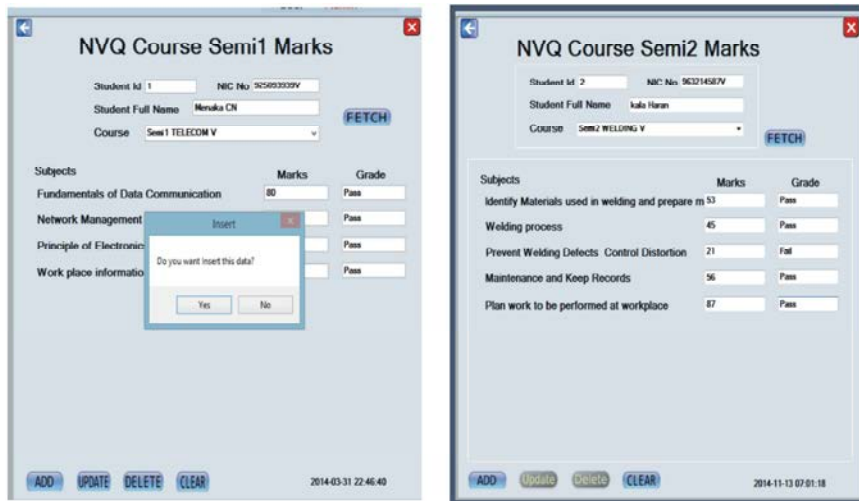 NVQ Course Semi1 Marks
Student Id 1 NIC No 925093939V
Student Full Name Menaka CN
FETCH
Course Semi1 TELECOM V
Subjects Marks Grade
Fundamentals of Data Communication 80 Pass
Network Management Pass
Principle of Electronic Pass
Work place informatio Pass
Insert
Do you want insert this data?
Yes No
ADD UPDATE DELETE CLEAR 2014-03-31 22:46:40
NVQ Course Semi2 Marks
Student Id 2 NIC No 963214587V
Student Full Name kala Haran
Course Semi2 WELDING V
FETCH
Subjects Marks Grade
Identify Materials used in welding and prepare m 53 Pass
Welding process 45 Pass
Prevent Welding Defects Control Distortion 21 Fail
Maintenance and Keep Records 56 Pass
Plan work to be performed at workplace 87 Pass
ADD Update Delete CLEAR 2014-11-13 07:01:18